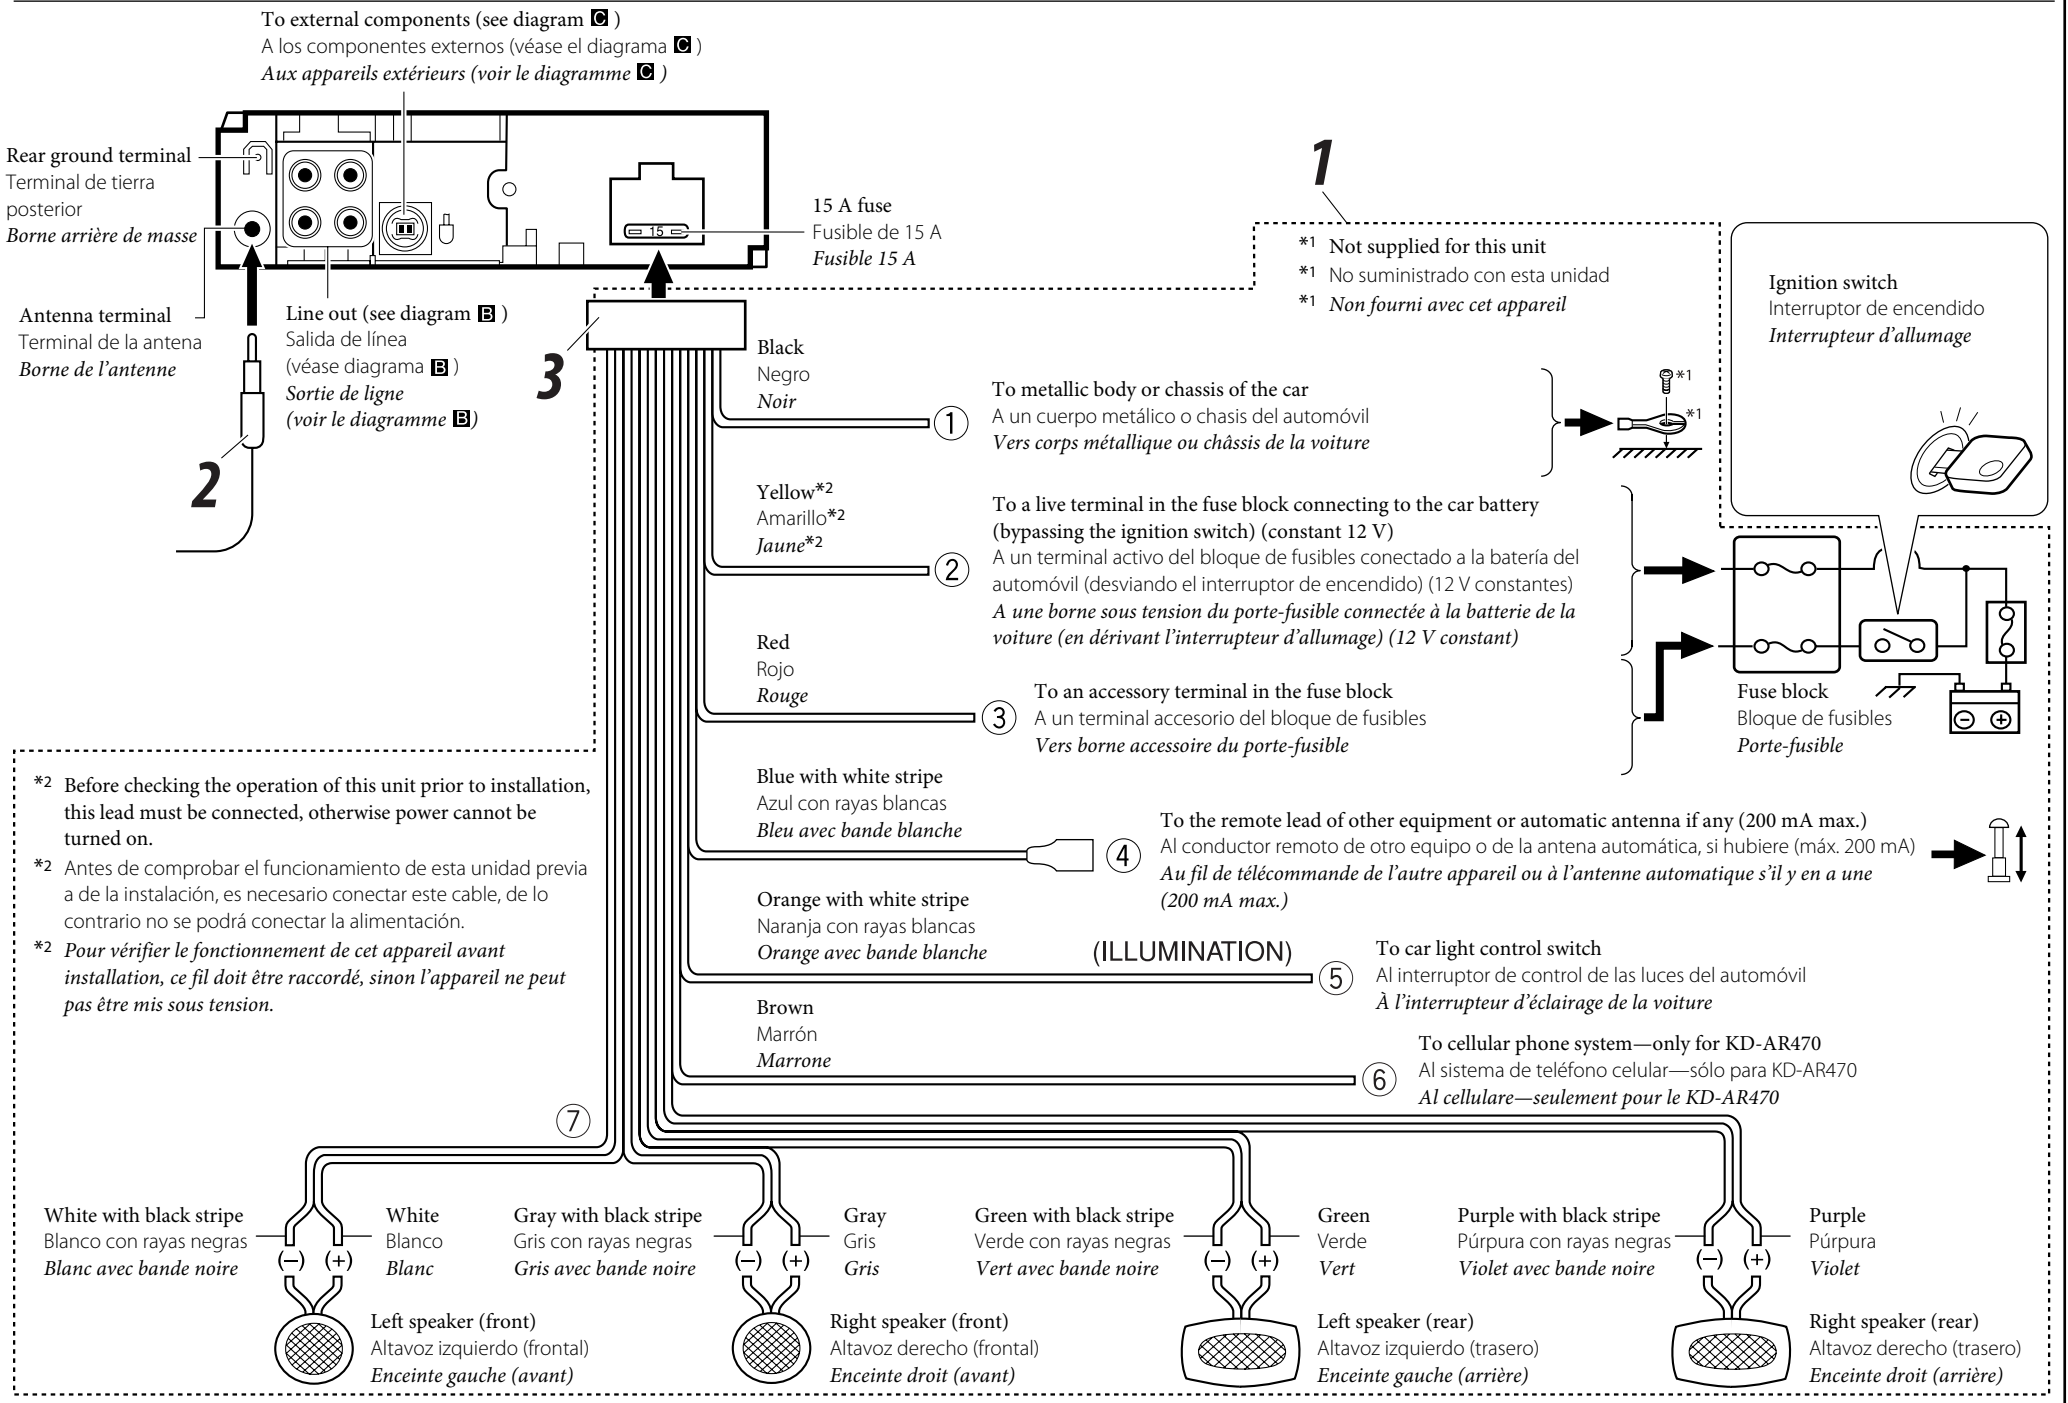 To external components (see diagram C )
A los componentes externos (véase el diagrama C )
Aux appareils extérieurs (voir le diagramme C )
Rear ground terminal
Terminal de tierra
posterior
Borne arrière de masse
15
15 A fuse
Fusible de 15 A
Fusible 15 A
Antenna terminal
Terminal de la antena
Borne de l'antenne
Line out (see diagram B )
Salida de línea
(véase diagrama B )
Sortie de ligne
(voir le diagramme B)
2
3
1
*1 Not supplied for this unit
*1 No suministrado con esta unidad
*1 Non fourni avec cet appareil
Ignition switch
Interruptor de encendido
Interrupteur d'allumage
Black
Negro
Noir
1
To metallic body or chassis of the car
A un cuerpo metálico o chasis del automóvil
Vers corps métallique ou châssis de la voiture
*1
*1
Yellow*2
Amarillo*2
Jaune*2
2
To a live terminal in the fuse block connecting to the car battery
(bypassing the ignition switch) (constant 12 V)
A un terminal activo del bloque de fusibles conectado a la batería del
automóvil (desviando el interruptor de encendido) (12 V constantes)
A une borne sous tension du porte-fusible connectée à la batterie de la
voiture (en dérivant l'interrupteur d'allumage) (12 V constant)
Red
Rojo
Rouge
3
To an accessory terminal in the fuse block
A un terminal accesorio del bloque de fusibles
Vers borne accessoire du porte-fusible
Fuse block
Bloque de fusibles
Porte-fusible
*2 Before checking the operation of this unit prior to installation,
this lead must be connected, otherwise power cannot be
turned on.
*2 Antes de comprobar el funcionamiento de esta unidad previa
a de la instalación, es necesario conectar este cable, de lo
contrario no se podrá conectar la alimentación.
*2 Pour vérifier le fonctionnement de cet appareil avant
installation, ce fil doit être raccordé, sinon l'appareil ne peut
pas être mis sous tension.
Blue with white stripe
Azul con rayas blancas
Bleu avec bande blanche
4
To the remote lead of other equipment or automatic antenna if any (200 mA max.)
Al conductor remoto de otro equipo o de la antena automática, si hubiere (máx. 200 mA)
Au fil de télécommande de l'autre appareil ou à l'antenne automatique s'il y en a une
(200 mA max.)
Orange with white stripe
Naranja con rayas blancas
Orange avec bande blanche
(ILLUMINATION)
5
To car light control switch
Al interruptor de control de las luces del automóvil
À l'interrupteur d'éclairage de la voiture
Brown
Marrón
Marrone
6
To cellular phone system—only for KD-AR470
Al sistema de teléfono celular—sólo para KD-AR470
Al cellulare—seulement pour le KD-AR470
7
White with black stripe
Blanco con rayas negras
Blanc avec bande noire
(−) (+)
White
Blanco
Blanc
Left speaker (front)
Altavoz izquierdo (frontal)
Enceinte gauche (avant)
Gray with black stripe
Gris con rayas negras
Gris avec bande noire
(−) (+)
Gray
Gris
Gris
Right speaker (front)
Altavoz derecho (frontal)
Enceinte droit (avant)
Green with black stripe
Verde con rayas negras
Vert avec bande noire
(−) (+)
Green
Verde
Vert
Left speaker (rear)
Altavoz izquierdo (trasero)
Enceinte gauche (arrière)
Purple with black stripe
Púrpura con rayas negras
Violet avec bande noire
(−) (+)
Purple
Púrpura
Violet
Right speaker (rear)
Altavoz derecho (trasero)
Enceinte droit (arrière)